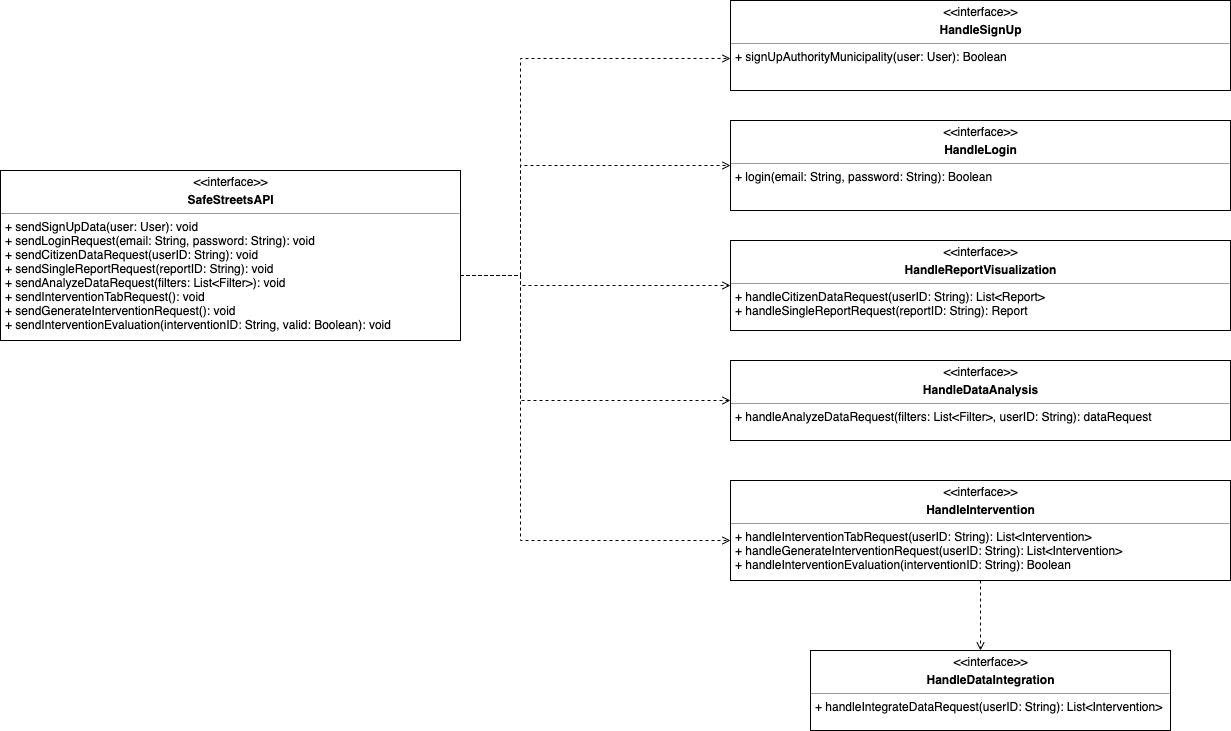 <<interface>>
HandleSignUp
+ signUpAuthorityMunicipality(user: User): Boolean
<<interface>>
HandleLogin
+ login(email: String, password: String): Boolean
<<interface>>
SafeStreetsAPI
+ sendSignUpData(user: User): void
+ sendLoginRequest(email: String, password: String): void
+ sendCitizenDataRequest(userID: String): void
+ sendSingleReportRequest(reportID: String): void
+ sendAnalyzeDataRequest(filters: List<Filter>): void
+ sendInterventionTabRequest(): void
+ sendGenerateInterventionRequest(): void
+ sendInterventionEvaluation(interventionID: String, valid: Boolean): void
<<interface>>
HandleReportVisualization
+ handleCitizenDataRequest(userID: String): List<Report>
+ handleSingleReportRequest(reportID: String): Report
<<interface>>
HandleDataAnalysis
+ handleAnalyzeDataRequest(filters: List<Filter>, userID: String): dataRequest
<<interface>>
HandleIntervention
+ handleInterventionTabRequest(userID: String): List<Intervention>
+ handleGenerateInterventionRequest(userID: String): List<Intervention>
+ handleInterventionEvaluation(interventionID: String): Boolean
<<interface>>
HandleDataIntegration
+ handleIntegrateDataRequest(userID: String): List<Intervention>